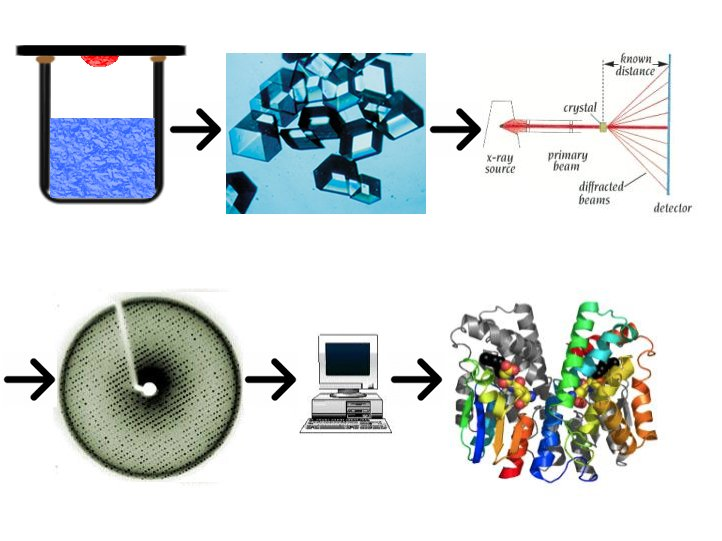 known
distance
crystal
x-ray
source
primary
beam
diffracted
beams
detector